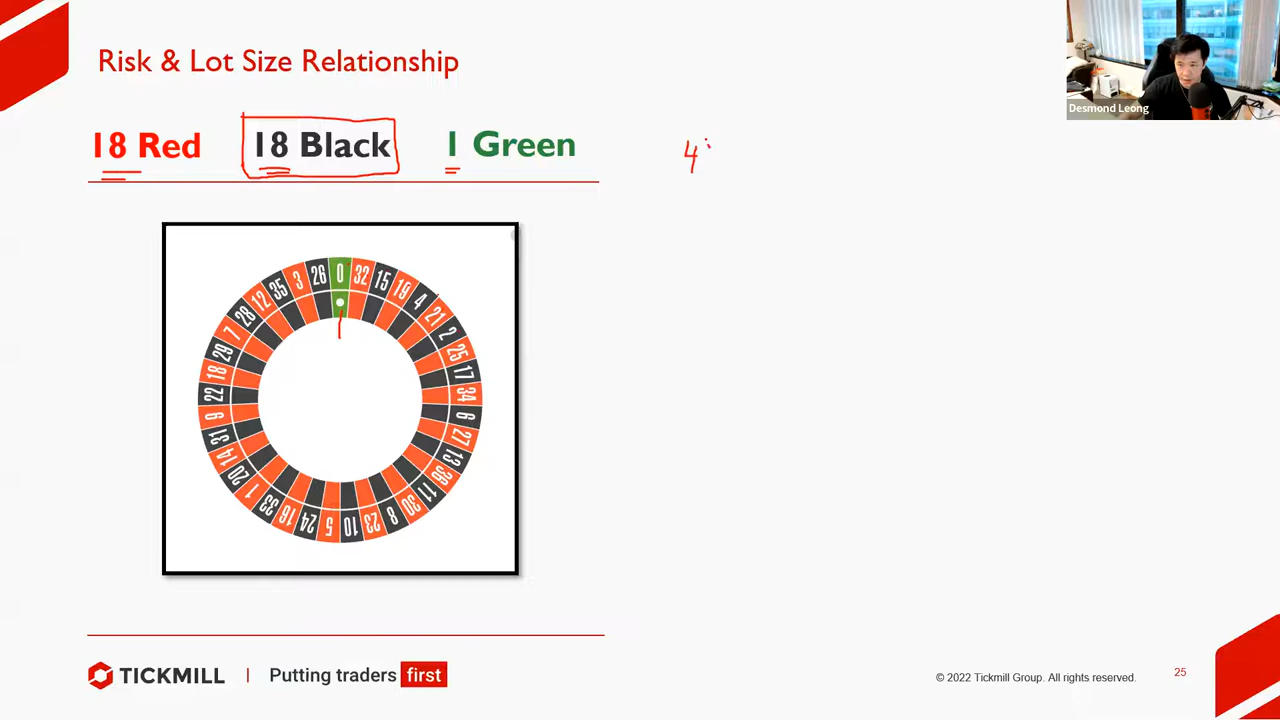 Risk & Lot Size Relationship
Desmond Leong
18 Red 18 Black 1 Green
4
0 32 15 19 4 21 2 25 17 34 6 27 13 36 11 30 8 23 10 5 24 16 33 1 20 14 31 9 22 18 29 7 28 12 35 3 26
TICKMILL | Putting traders first
© 2022 Tickmill Group. All rights reserved.
25